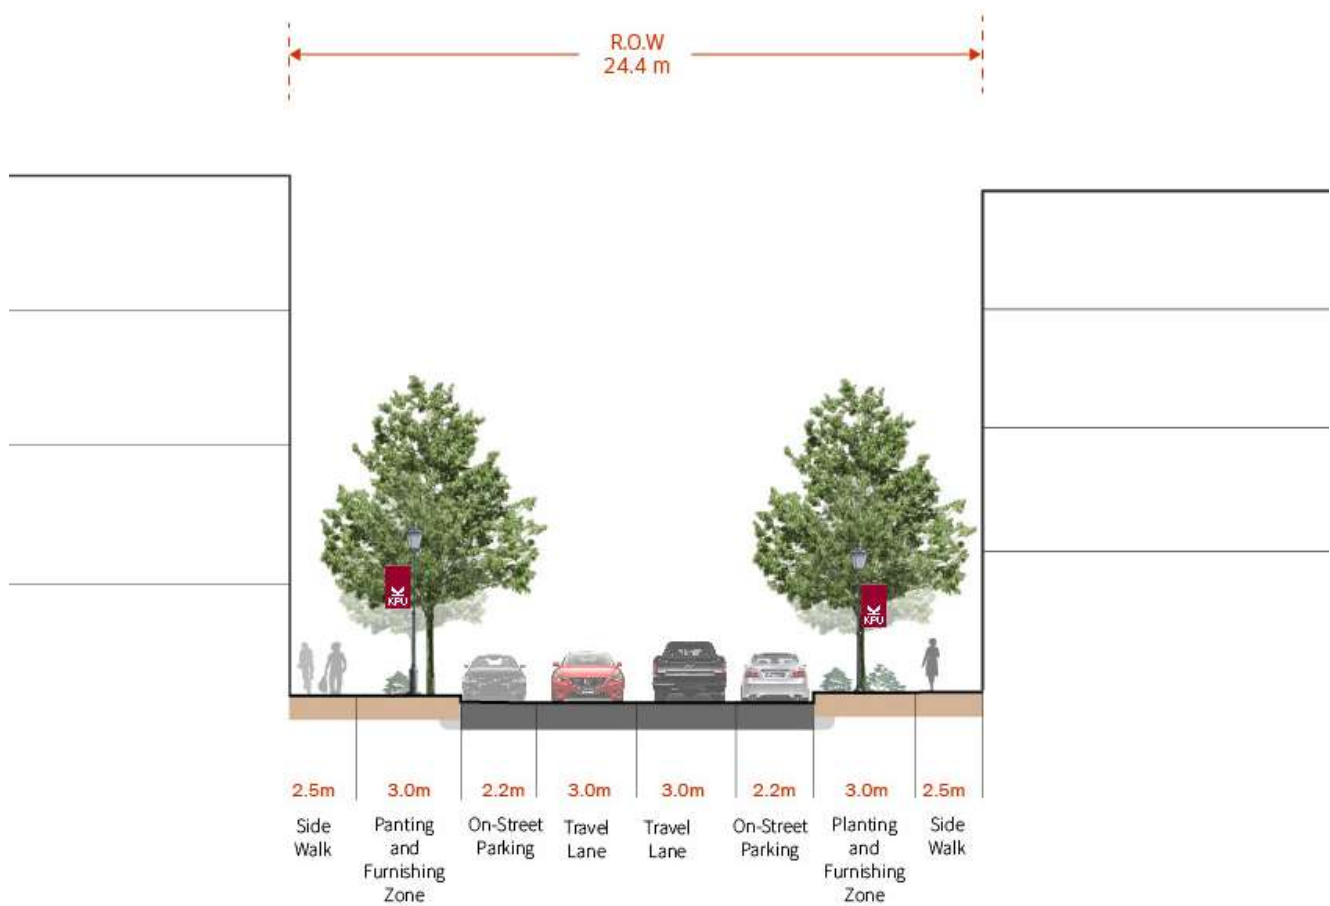 R.O.W
24.4 m
KPU
KPU
2.5m
3.0m
2.2m
3.0m
3.0m
2.2m
3.0m
2.5m
Side
Walk
Panting
and
Furnishing
Zone
On-Street
Parking
Travel
Lane
Travel
Lane
On-Street
Parking
Planting
and
Furnishing
Zone
Side
Walk